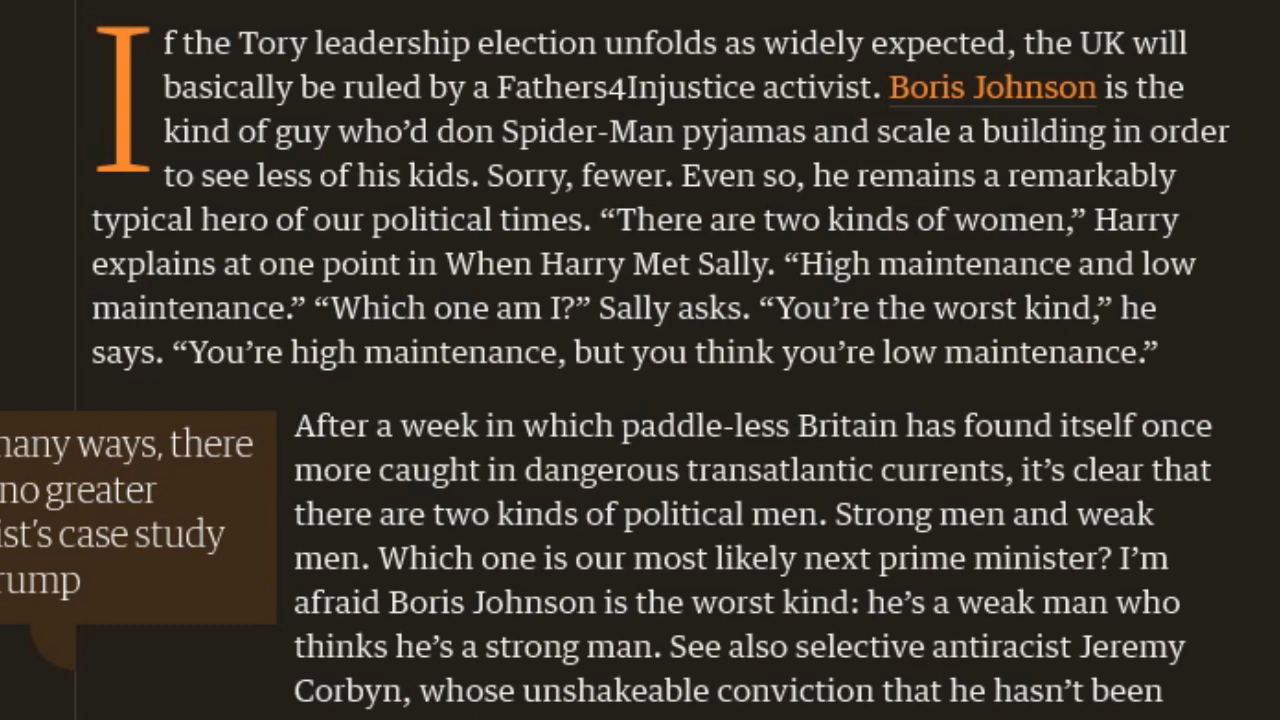 If the Tory leadership election unfolds as widely expected, the UK will
basically be ruled by a Fathers4Injustice activist. Boris Johnson is the
kind of guy who’d don Spider-Man pyjamas and scale a building in order
to see less of his kids. Sorry, fewer. Even so, he remains a remarkably
typical hero of our political times. “There are two kinds of women,” Harry
explains at one point in When Harry Met Sally. “High maintenance and low
maintenance.” “Which one am I?” Sally asks. “You’re the worst kind,” he
says. “You’re high maintenance, but you think you’re low maintenance.”
many ways, there
no greater
ist’s case study
rump
After a week in which paddle-less Britain has found itself once
more caught in dangerous transatlantic currents, it’s clear that
there are two kinds of political men. Strong men and weak
men. Which one is our most likely next prime minister? I’m
afraid Boris Johnson is the worst kind: he’s a weak man who
thinks he’s a strong man. See also selective antiracist Jeremy
Corbyn, whose unshakeable conviction that he hasn’t been